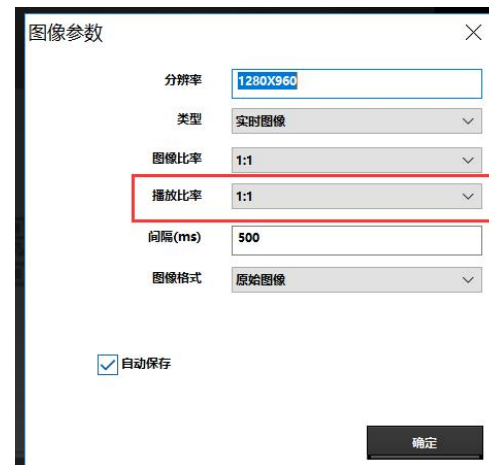 图像参数
分辨率 1280X960
类型 实时图像
图像比率 1:1
播放比率 1:1
间隔(ms) 500
图像格式 原始图像
自动保存
确定